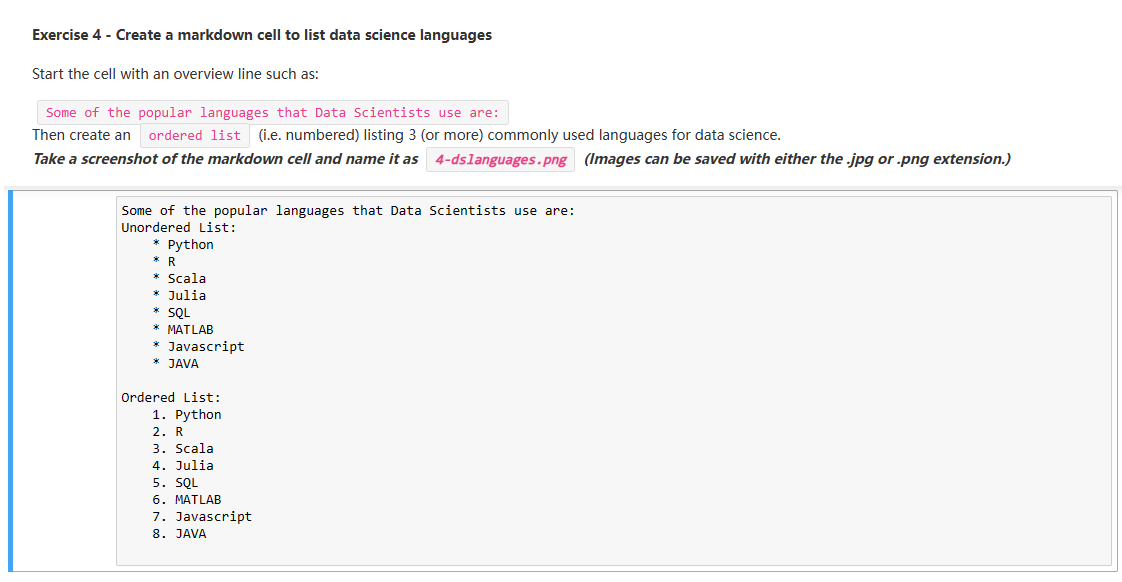 Exercise 4 - Create a markdown cell to list data science languages
Start the cell with an overview line such as:
Some of the popular languages that Data Scientists use are:
Then create an ordered list (i.e. numbered) listing 3 (or more) commonly used languages for data science.
Take a screenshot of the markdown cell and name it as 4-dslanguages.png (Images can be saved with either the .jpg or .png extension.)
Some of the popular languages that Data Scientists use are:
Unordered List:
* Python
* R
* Scala
* Julia
* SQL
* MATLAB
* Javascript
* JAVA
Ordered List:
1. Python
2. R
3. Scala
4. Julia
5. SQL
6. MATLAB
7. Javascript
8. JAVA